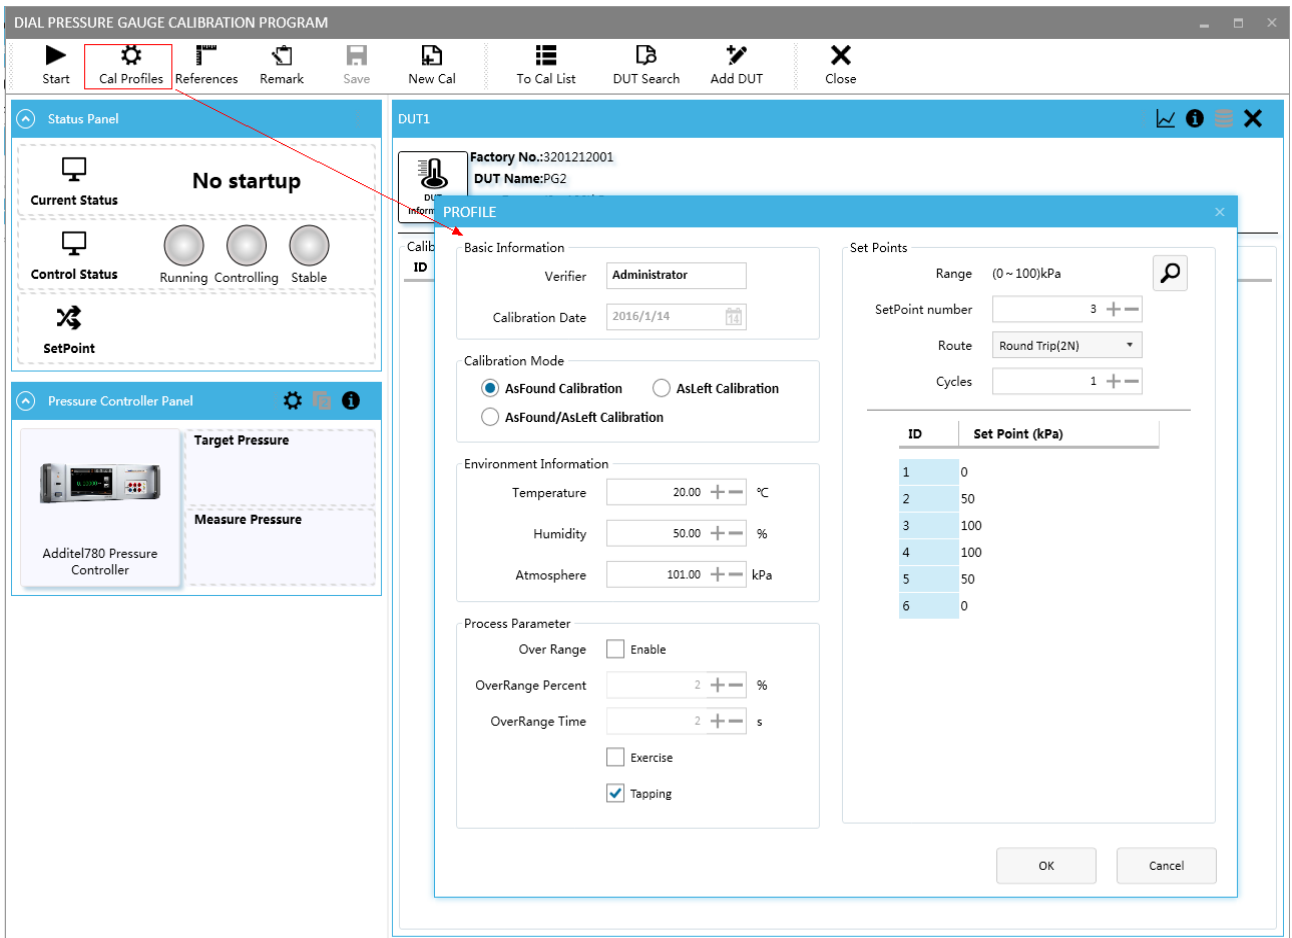 DIAL PRESSURE GAUGE CALIBRATION PROGRAM
Start Cal Profiles References Remark Save New Cal To Cal List DUT Search Add DUT Close
Status Panel
Current Status No startup
Control Status Running Controlling Stable
SetPoint
Pressure Controller Panel
Additel780 Pressure
Controller
Target Pressure
Measure Pressure
DUT1
Factory No.:3201212001
DUT Name:PG2
DUT
Inform
Calib
ID
PROFILE
Basic Information
Verifier Administrator
Calibration Date 2016/1/14 14
Calibration Mode
AsFound Calibration AsLeft Calibration
AsFound/AsLeft Calibration
Environment Information
Temperature 20.00 ℃
Humidity 50.00 %
Atmosphere 101.00 kPa
Process Parameter
Over Range Enable
OverRange Percent 2 %
OverRange Time 2 s
Exercise
Tapping
Set Points
Range (0~100)kPa
SetPoint number 3
Route Round Trip(2N)
Cycles 1
ID Set Point (kPa)
1 0
2 50
3 100
4 100
5 50
6 0
OK Cancel